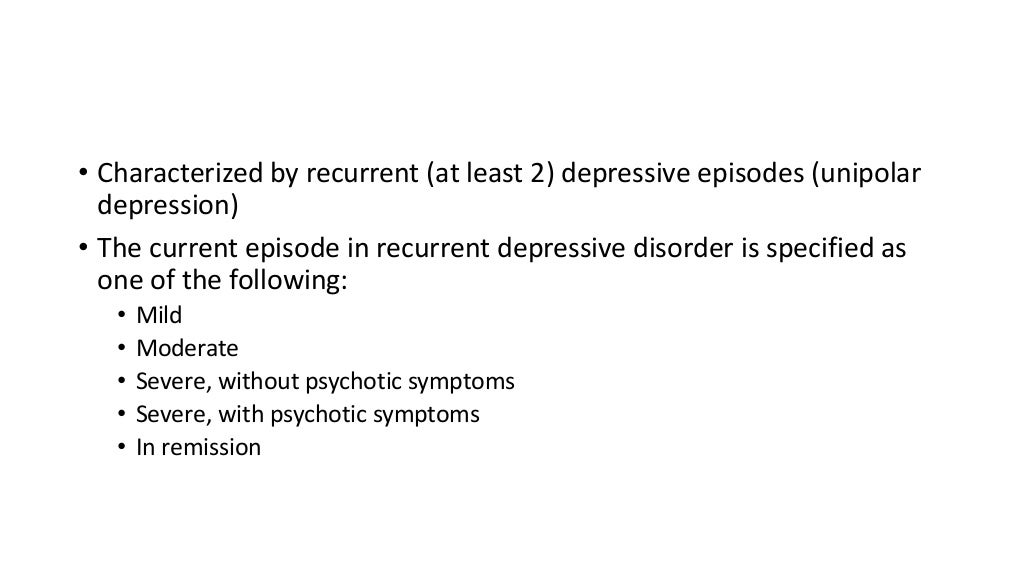 • Characterized by recurrent (at least 2) depressive episodes (unipolar
depression)
• The current episode in recurrent depressive disorder is specified as
one of the following:
• Mild
• Moderate
• Severe, without psychotic symptoms
• Severe, with psychotic symptoms
• In remission